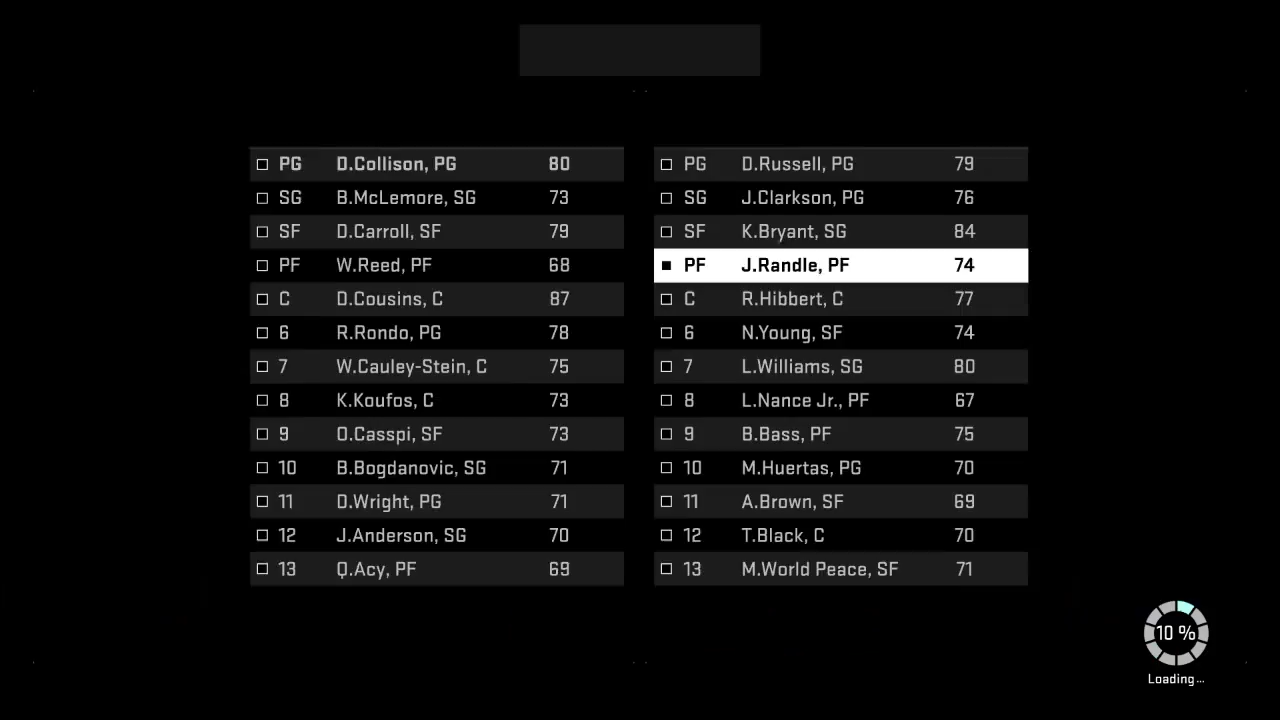 PG D.Collison, PG 80
SG B.McLemore, SG 73
SF D.Carroll, SF 79
PF W.Reed, PF 68
C D.Cousins, C 87
6 R.Rondo, PG 78
7 W.Cauley-Stein, C 75
8 K.Koufos, C 73
9 O.Casspi, SF 73
10 B.Bogdanovic, SG 71
11 D.Wright, PG 71
12 J.Anderson, SG 70
13 Q.Acy, PF 69
PG D.Russell, PG 79
SG J.Clarkson, PG 76
SF K.Bryant, SG 84
PF J.Randle, PF 74
C R.Hibbert, C 77
6 N.Young, SF 74
7 L.Williams, SG 80
8 L.Nance Jr., PF 67
9 B.Bass, PF 75
10 M.Huertas, PG 70
11 A.Brown, SF 69
12 T.Black, C 70
13 M.World Peace, SF 71
10 %
Loading...